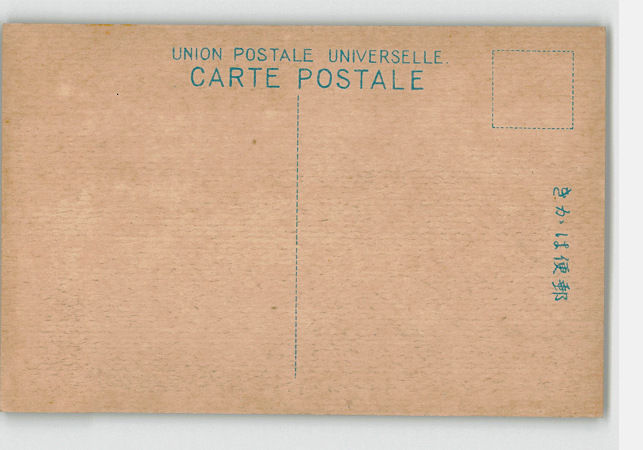 UNION POSTALE UNIVERSELLE.
CARTE POSTALE
きかは便郵